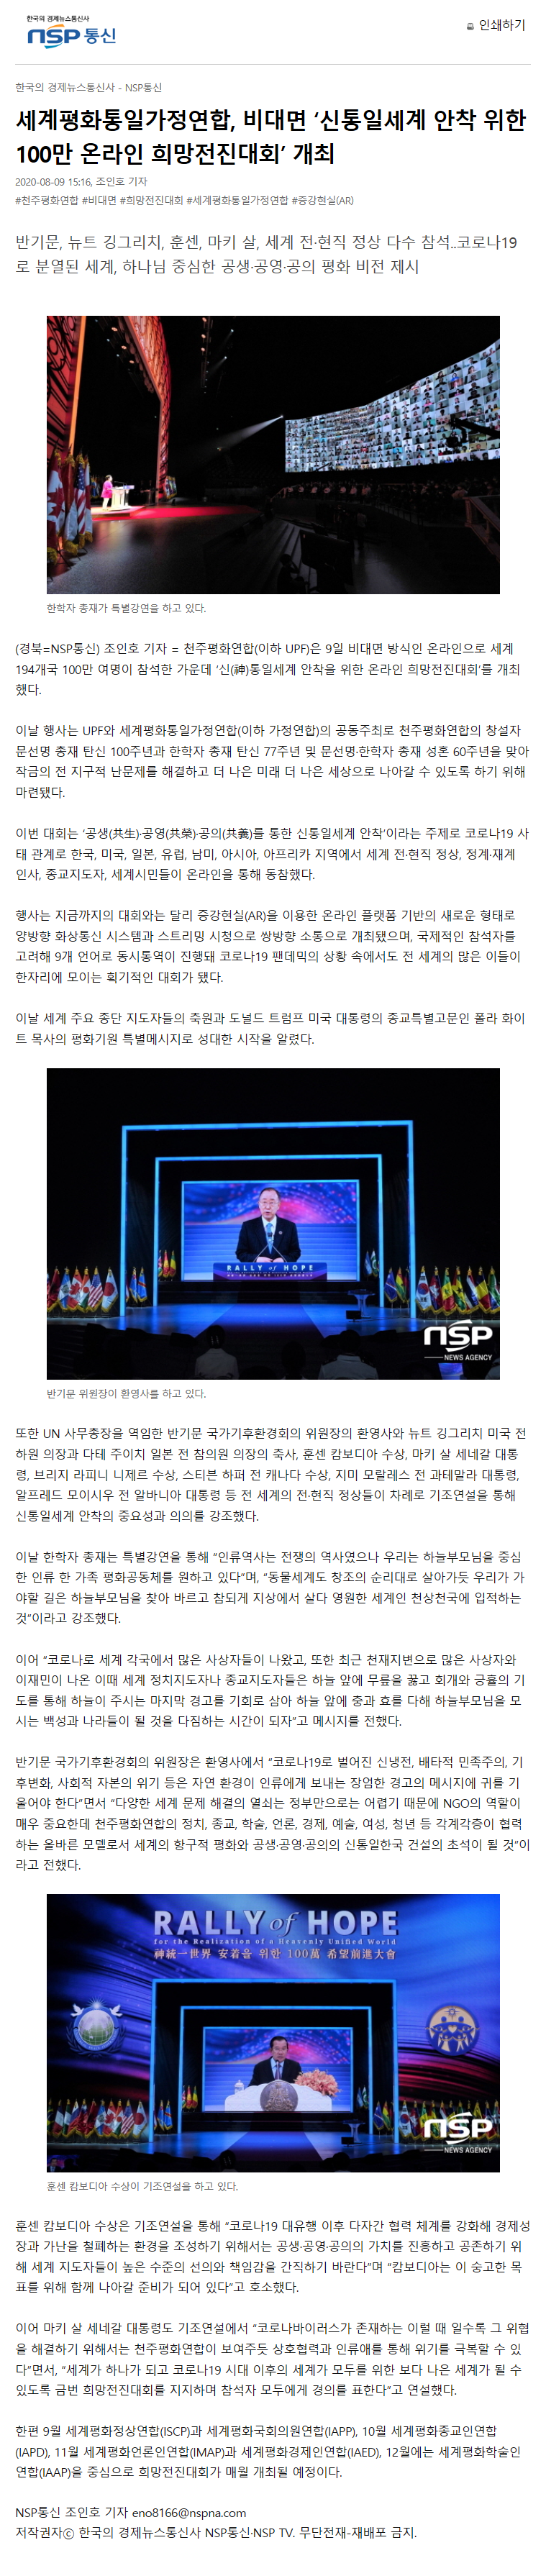 한국의 경제뉴스통신사
NSP통신
인쇄하기
한국의 경제뉴스통신사 - NSP통신
세계평화통일가정연합, 비대면 ‘신통일세계 안착 위한
100만 온라인 희망전진대회’ 개최
2020-08-09 15:16, 조인호 기자
#천주평화연합 #비대면 #희망전진대회 #세계평화통일가정연합 #증강현실(AR)
반기문, 뉴트 깅그리치, 훈센, 마키 살, 세계 전·현직 정상 다수 참석..코로나19
로 분열된 세계, 하나님 중심한 공생·공영·공의 평화 비전 제시
한학자 총재가 특별강연을 하고 있다.
(경북=NSP통신) 조인호 기자 = 천주평화연합(이하 UPF)은 9일 비대면 방식인 온라인으로 세계
194개국 100만 여명이 참석한 가운데 ‘신(神)통일세계 안착을 위한 온라인 희망전진대회’를 개최
했다.
이날 행사는 UPF와 세계평화통일가정연합(이하 가정연합)의 공동주최로 천주평화연합의 창설자
문선명 총재 탄신 100주년과 한학자 총재 탄신 77주년 및 문선명·한학자 총재 성혼 60주년을 맞아
작금의 전 지구적 난문제를 해결하고 더 나은 미래 더 나은 세상으로 나아갈 수 있도록 하기 위해
마련됐다.
이번 대회는 ‘공생(共生)·공영(共榮)·공의(共義)를 통한 신통일세계 안착’이라는 주제로 코로나19 사
태 관계로 한국, 미국, 일본, 유럽, 남미, 아시아, 아프리카 지역에서 세계 전·현직 정상, 정계·재계
인사, 종교지도자, 세계시민들이 온라인을 통해 동참했다.
행사는 지금까지의 대회와는 달리 증강현실(AR)을 이용한 온라인 플랫폼 기반의 새로운 형태로
양방향 화상통신 시스템과 스트리밍 시청으로 쌍방향 소통으로 개최됐으며, 국제적인 참석자를
고려해 9개 언어로 동시통역이 진행돼 코로나19 팬데믹의 상황 속에서도 전 세계의 많은 이들이
한자리에 모이는 획기적인 대회가 됐다.
이날 세계 주요 종단 지도자들의 축원과 도널드 트럼프 미국 대통령의 종교특별고문인 폴라 화이
트 목사의 평화기원 특별메시지로 성대한 시작을 알렸다.
RALLY of HOPE
NSP
NEWS AGENCY
반기문 위원장이 환영사를 하고 있다.
또한 UN 사무총장을 역임한 반기문 국가기후환경회의 위원장의 환영사와 뉴트 깅그리치 미국 전
하원 의장과 다테 주이치 일본 전 참의원 의장의 축사, 훈센 캄보디아 수상, 마키 살 세네갈 대통
령, 브리지 라피니 니제르 수상, 스티븐 하퍼 전 캐나다 수상, 지미 모랄레스 전 과테말라 대통령,
알프레드 모이시우 전 알바니아 대통령 등 전 세계의 전·현직 정상들이 차례로 기조연설을 통해
신통일세계 안착의 중요성과 의의를 강조했다.
이날 한학자 총재는 특별강연을 통해 “인류역사는 전쟁의 역사였으나 우리는 하늘부모님을 중심
한 인류 한 가족 평화공동체를 원하고 있다”며, “동물세계도 창조의 순리대로 살아가듯 우리가 가
야할 길은 하늘부모님을 찾아 바르고 참되게 지상에서 살다 영원한 세계인 천상천국에 입적하는
것”이라고 강조했다.
이어 “코로나로 세계 각국에서 많은 사상자들이 나왔고, 또한 최근 천재지변으로 많은 사상자와
이재민이 나온 이때 세계 정치지도자나 종교지도자들은 하늘 앞에 무릎을 꿇고 회개와 긍휼의 기
도를 통해 하늘이 주시는 마지막 경고를 기회로 삼아 하늘 앞에 충과 효를 다해 하늘부모님을 모
시는 백성과 나라들이 될 것을 다짐하는 시간이 되자”고 메시지를 전했다.
반기문 국가기후환경회의 위원장은 환영사에서 “코로나19로 벌어진 신냉전, 배타적 민족주의, 기
후변화, 사회적 자본의 위기 등은 자연 환경이 인류에게 보내는 장엄한 경고의 메시지에 귀를 기
울어야 한다”면서 “다양한 세계 문제 해결의 열쇠는 정부만으로는 어렵기 때문에 NGO의 역할이
매우 중요한데 천주평화연합의 정치, 종교, 학술, 언론, 경제, 예술, 여성, 청년 등 각계각층이 협력
하는 올바른 모델로서 세계의 항구적 평화와 공생·공영·공의의 신통일한국 건설의 초석이 될 것”이
라고 전했다.
RALLY of HOPE
for the Realization of a Heavenly Unified World
神統一世界 安着을 위한 100萬 希望前進大會
NSP
NEWS AGENCY
훈센 캄보디아 수상이 기조연설을 하고 있다.
훈센 캄보디아 수상은 기조연설을 통해 “코로나19 대유행 이후 다자간 협력 체계를 강화해 경제성
장과 가난을 철폐하는 환경을 조성하기 위해서는 공생·공영·공의의 가치를 진흥하고 공존하기 위
해 세계 지도자들이 높은 수준의 선의와 책임감을 간직하기 바란다”며 “캄보디아는 이 숭고한 목
표를 위해 함께 나아갈 준비가 되어 있다”고 호소했다.
이어 마키 살 세네갈 대통령도 기조연설에서 “코로나바이러스가 존재하는 이럴 때 일수록 그 위협
을 해결하기 위해서는 천주평화연합이 보여주듯 상호협력과 인류애를 통해 위기를 극복할 수 있
다”면서, “세계가 하나가 되고 코로나19 시대 이후의 세계가 모두를 위한 보다 나은 세계가 될 수
있도록 금번 희망전진대회를 지지하며 참석자 모두에게 경의를 표한다”고 연설했다.
한편 9월 세계평화정상연합(ISCP)과 세계평화국회의원연합(IAPP), 10월 세계평화종교인연합
(IAPD), 11월 세계평화언론인연합(IMAP)과 세계평화경제인연합(IAED), 12월에는 세계평화학술인
연합(IAAP)을 중심으로 희망전진대회가 매월 개최될 예정이다.
NSP통신 조인호 기자 eno8166@nspna.com
저작권자ⓒ 한국의 경제뉴스통신사 NSP통신·NSP TV. 무단전재-재배포 금지.